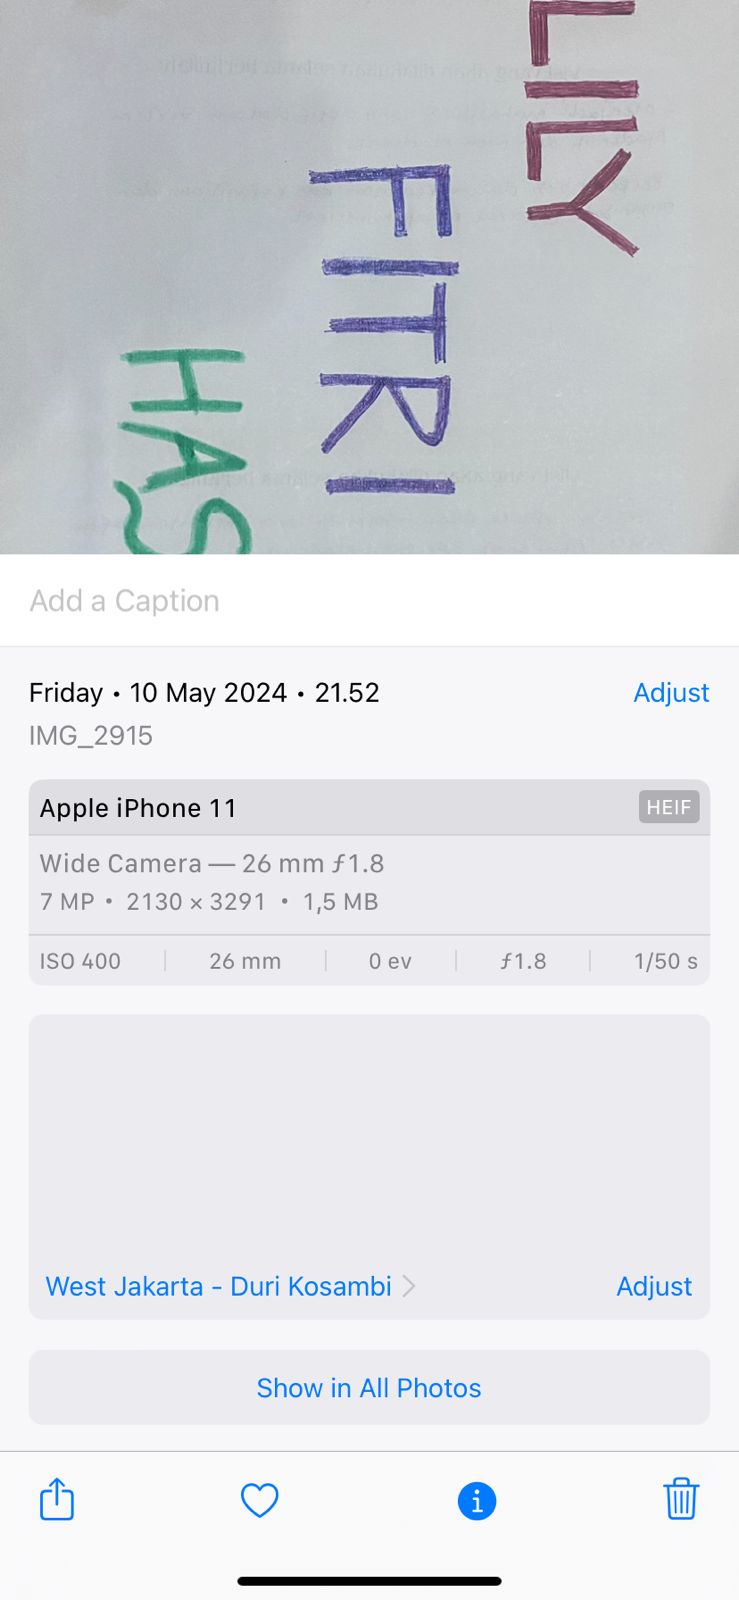 LILY
FITRI
HAS
Add a Caption
Friday • 10 May 2024 • 21.52
Adjust
IMG_2915
Apple iPhone 11
HEIF
Wide Camera — 26 mm ƒ1.8
7 MP • 2130 × 3291 • 1,5 MB
ISO 400 26 mm 0 ev ƒ1.8 1/50 s
West Jakarta - Duri Kosambi
Adjust
Show in All Photos